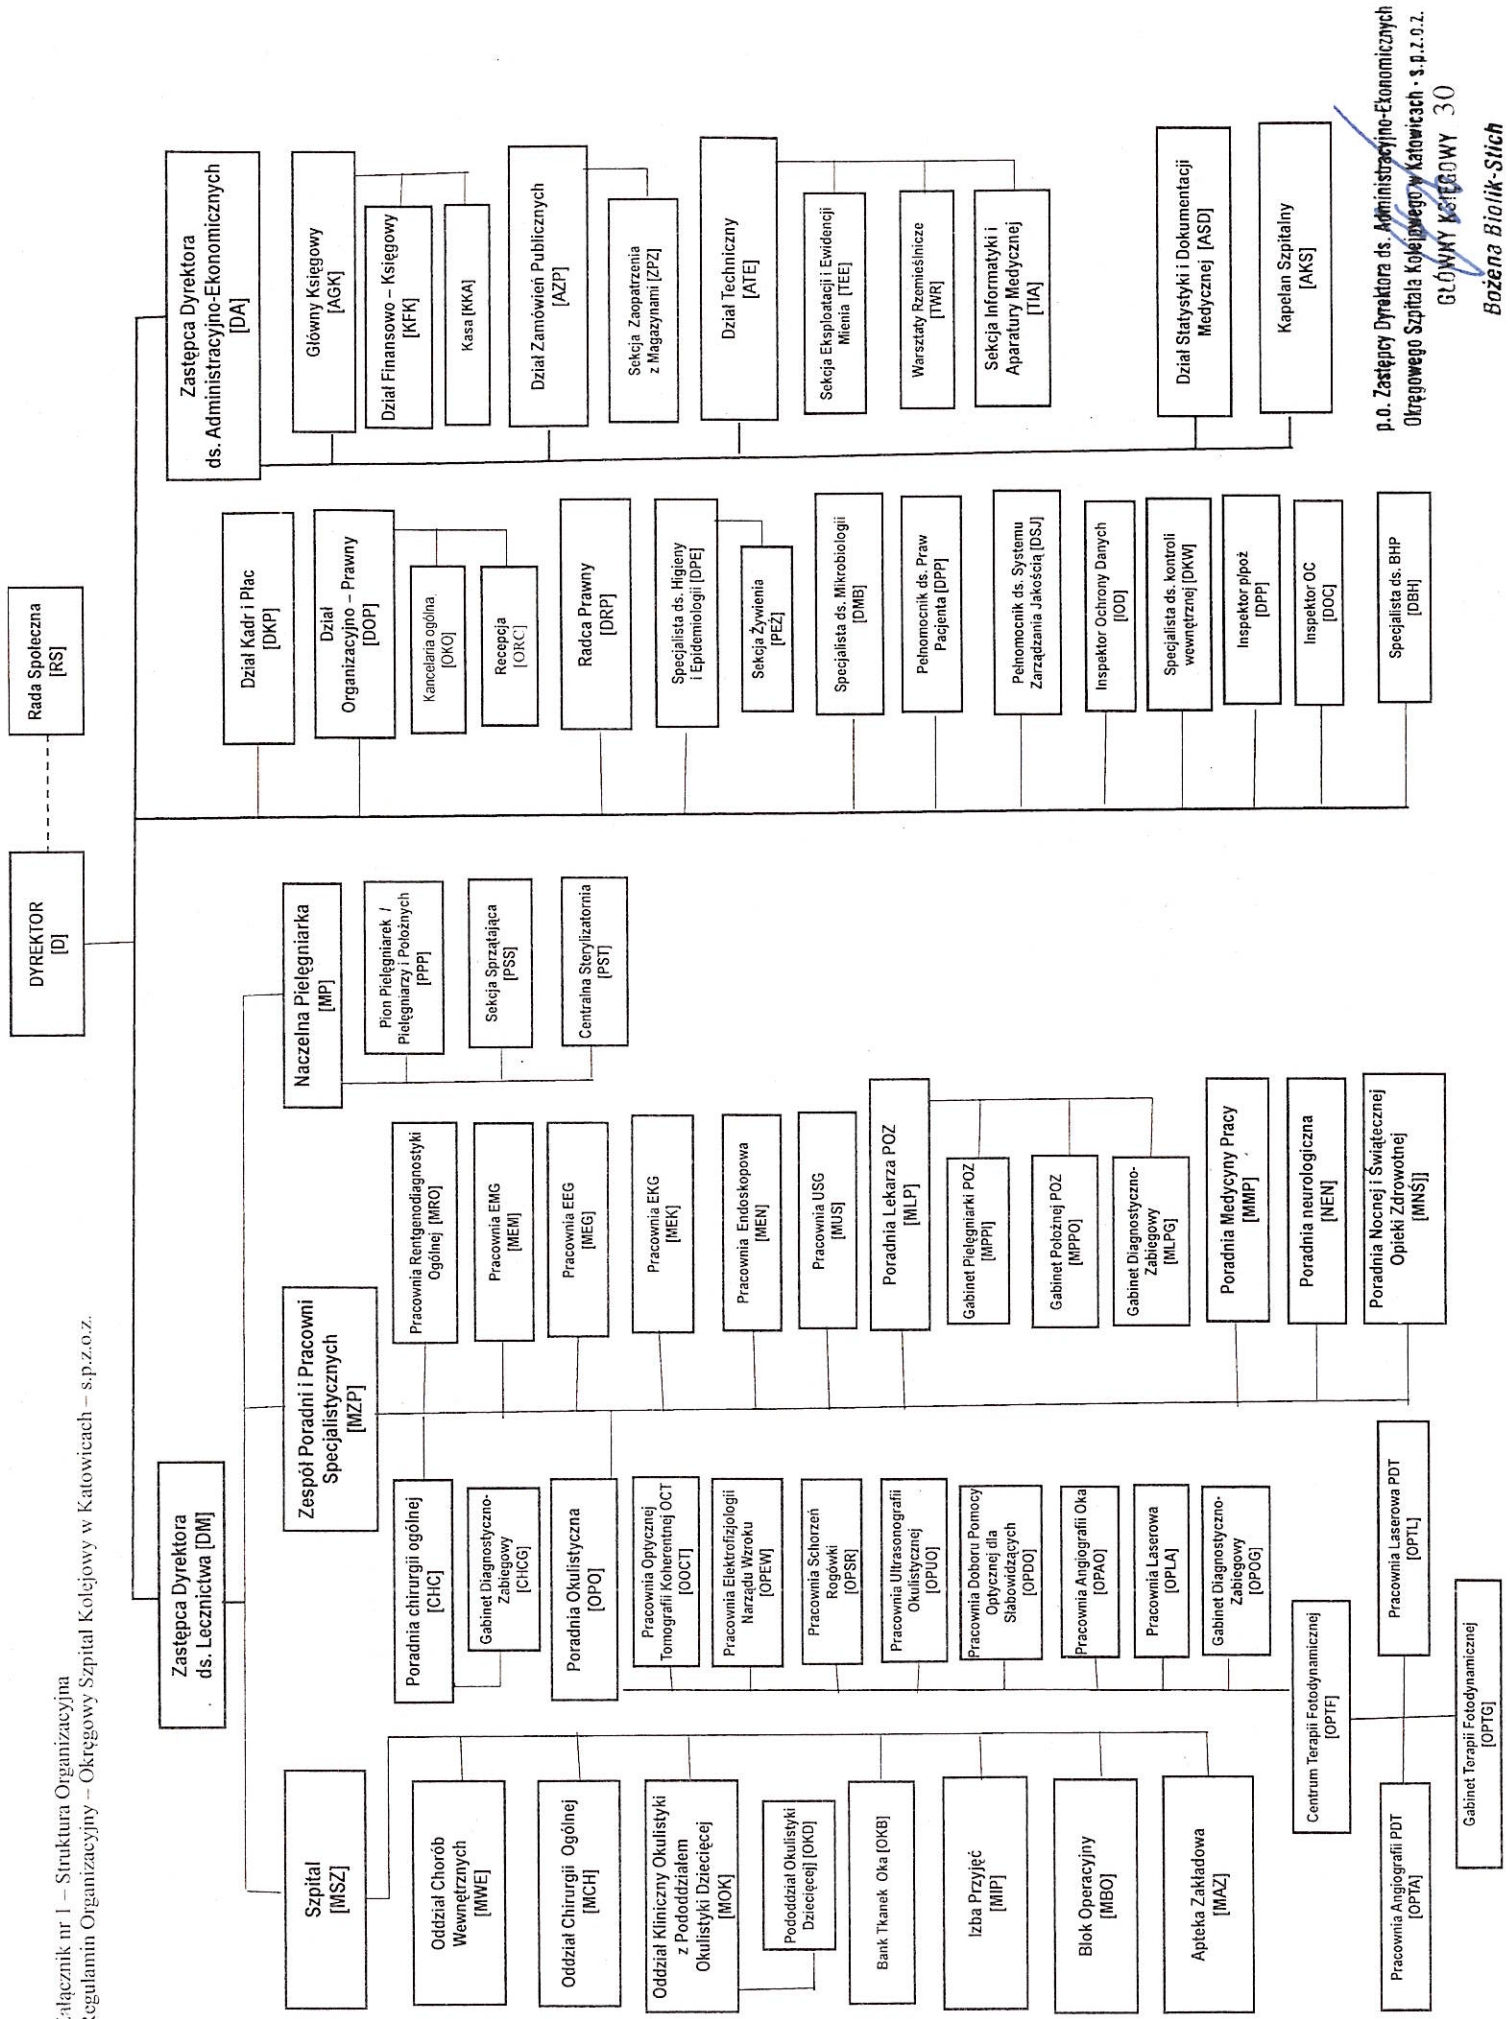 Załącznik nr 1 – Struktura Organizacyjna
Regulamin Organizacyjny – Okręgowy Szpital Kolejowy w Katowicach – s.p.z.o.z.
DYREKTOR
[D]
Rada Społeczna
[RS]
Zastępca Dyrektora
ds. Lecznictwa [DM]
Szpital
[MSZ]
Oddział Chorób
Wewnętrznych
[MWE]
Oddział Chirurgii Ogólnej
[MCH]
Oddział Kliniczny Okulistyki
z Pododdziałem
Okulistyki Dziecięcej
[MOK]
Pododdział Okulistyki
Dziecięcej] [OKD]
Bank Tkanek Oka [OKB]
Izba Przyjęć
[MIP]
Blok Operacyjny
[MBO]
Apteka Zakładowa
[MAZ]
Zespół Poradni i Pracowni
Specjalistycznych
[MZP]
Poradnia chirurgii ogólnej
[CHC]
Gabinet Diagnostyczno-
Zabiegowy
[CHCG]
Poradnia Okulistyczna
[OPO]
Pracownia Optycznej
Tomografii Koherentnej OCT
[OOCT]
Pracownia Elektrofizjologii
Narządu Wzroku
[OPEW]
Pracownia Schorzeń
Rogówki
[OPSR]
Pracownia Ultrasonografii
Okulistycznej
[OPUO]
Pracownia Doboru Pomocy
Optycznej dla
Słabowidzących
[OPDO]
Pracownia Angiografii Oka
[OPAO]
Pracownia Laserowa
[OPLA]
Gabinet Diagnostyczno-
Zabiegowy
[OPOG]
Centrum Terapii Fotodynamicznej
[OPTF]
Pracownia Angiografii PDT
[OPTA]
Pracownia Laserowa PDT
[OPTL]
Gabinet Terapii Fotodynamicznej
[OPTG]
Pracownia Rentgenodiagnostyki
Ogólnej [MRO]
Pracownia EMG
[MEM]
Pracownia EEG
[MEG]
Pracownia EKG
[MEK]
Pracownia Endoskopowa
[MEN]
Pracownia USG
[MUS]
Poradnia Lekarza POZ
[MLP]
Gabinet Pielęgniarki POZ
[MPPI]
Gabinet Położnej POZ
[MPPO]
Gabinet Diagnostyczno-
Zabiegowy
[MLPG]
Poradnia Medycyny Pracy
[MMP]
Poradnia neurologiczna
[NEN]
Poradnia Nocnej i Świątecznej
Opieki Zdrowotnej
[MNŚ]]
Naczelna Pielęgniarka
[MP]
Pion Pielęgniarek /
Pielęgniarzy i Położnych
[PPP]
Sekcja Sprzątająca
[PSS]
Centralna Sterylizatornia
[PST]
Dział Kadr i Płac
[DKP]
Dział
Organizacyjno – Prawny
[DOP]
Kancelaria ogólna
[OKO]
Recepcja
[ORC]
Radca Prawny
[DRP]
Specjalista ds. Higieny
i Epidemiologii [DPE]
Sekcja Żywienia
[PEŻ]
Specjalista ds. Mikrobiologii
[DMB]
Pełnomocnik ds. Praw
Pacjenta [DPP]
Pełnomocnik ds. Systemu
Zarządzania Jakością [DSJ]
Inspektor Ochrony Danych
[IOD]
Specjalista ds. kontroli
wewnętrznej [DKW]
Inspektor p/poż
[DPP]
Inspektor OC
[DOC]
Specjalista ds. BHP
[DBH]
Zastępca Dyrektora
ds. Administracyjno-Ekonomicznych
[DA]
Główny Księgowy
[AGK]
Dział Finansowo – Księgowy
[KFK]
Kasa [KKA]
Dział Zamówień Publicznych
[AZP]
Sekcja Zaopatrzenia
z Magazynami [ZPZ]
Dział Techniczny
[ATE]
Sekcja Eksploatacji i Ewidencji
Mienia [TEE]
Warsztaty Rzemieślnicze
[TWR]
Sekcja Informatyki i
Aparatury Medycznej
[TIA]
Dział Statystyki i Dokumentacji
Medycznej [ASD]
Kapelan Szpitalny
[AKS]
p.o. Zastępcy Dyrektora ds. Administracyjno-Ekonomicznych
Okręgowego Szpitala Kolejowego w Katowicach - s.p.z.o.z.
GŁÓWNY KSIĘGOWY 30
Bożena Biolik-Stich